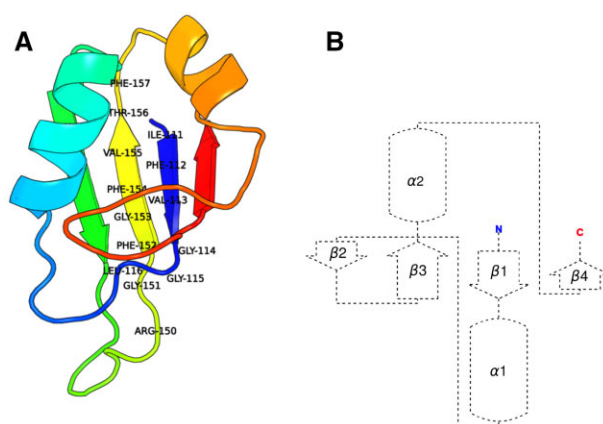 A
B
PHE-157
THR-156
ILE-111
VAL-155
PHE-112
PHE-154
VAL-113
GLY-153
PHE-152
GLY-114
LEU-116
GLY-115
GLY-151
ARG-150
α2
N
C
β2
β3
β1
β4
α1